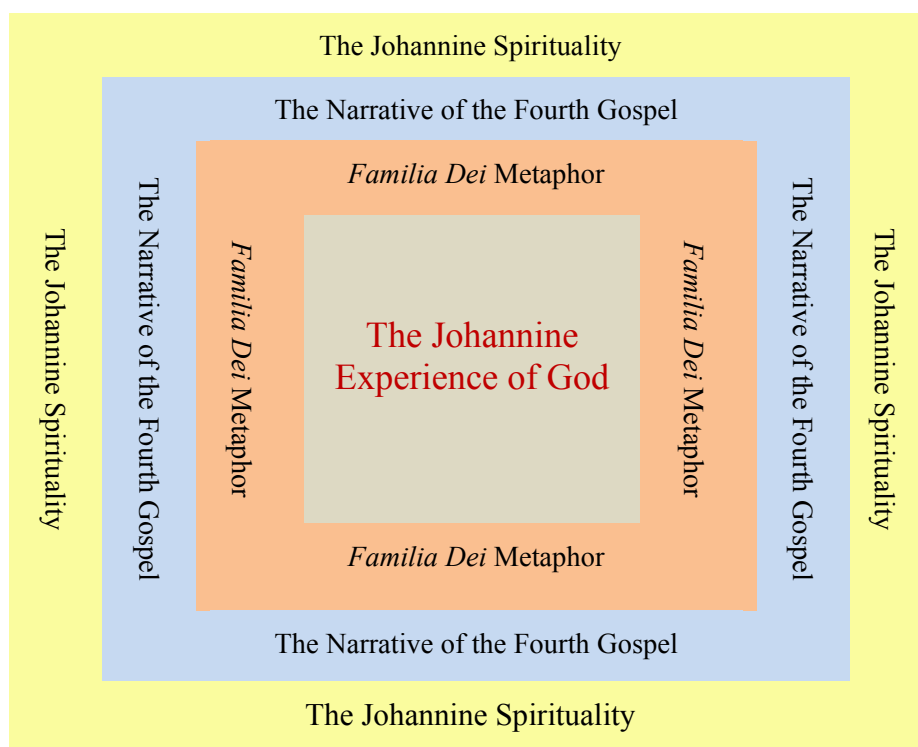 The Johannine Spirituality
The Narrative of the Fourth Gospel
Familia Dei Metaphor
The Johannine Spirituality
The Narrative of the Fourth Gospel
Familia Dei Metaphor
The Johannine
Experience of God
Familia Dei Metaphor
The Narrative of the Fourth Gospel
The Johannine Spirituality
Familia Dei Metaphor
The Narrative of the Fourth Gospel
The Johannine Spirituality